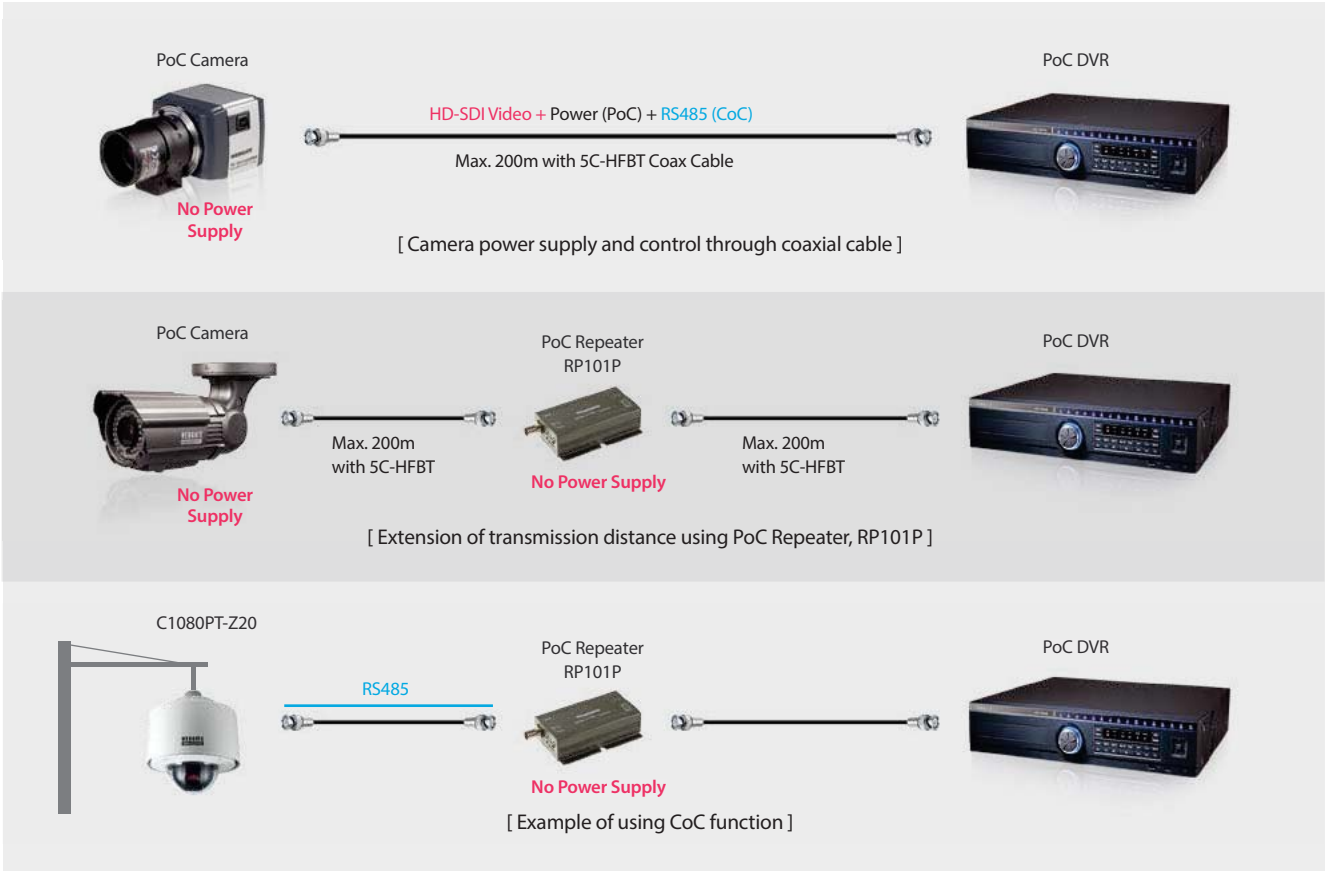 PoC Camera
PoC DVR
HD-SDI Video + Power (PoC) + RS485 (CoC)
Max. 200m with 5C-HFBT Coax Cable
No Power
Supply
[ Camera power supply and control through coaxial cable ]
PoC Camera
PoC Repeater
RP101P
PoC DVR
Max. 200m
with 5C-HFBT
Max. 200m
with 5C-HFBT
No Power Supply
No Power
Supply
[ Extension of transmission distance using PoC Repeater, RP101P ]
C1080PT-Z20
PoC Repeater
RP101P
PoC DVR
RS485
No Power Supply
[ Example of using CoC function ]